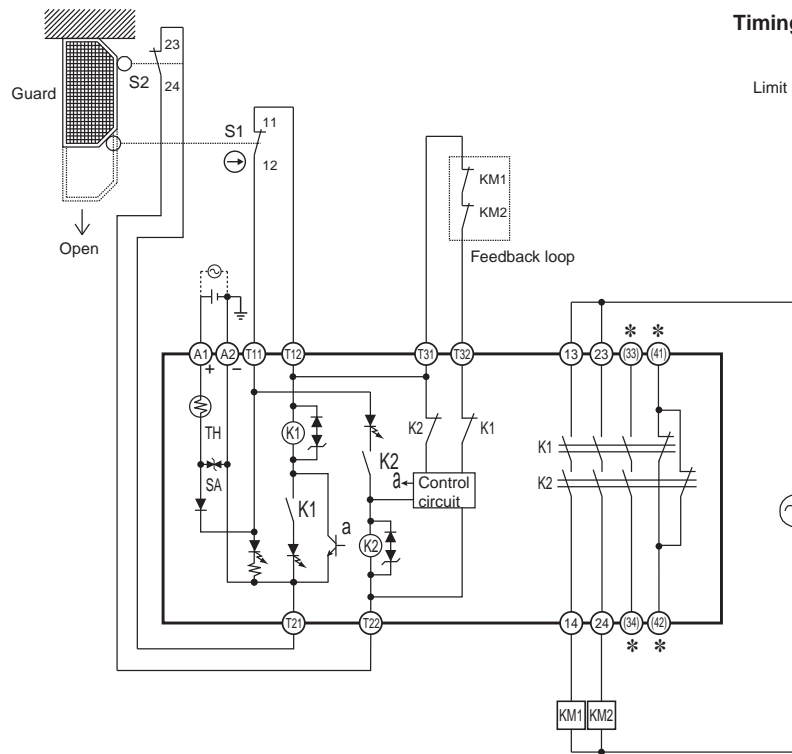 Timing
Limit
23
S2
24
Guard
S1
11
12
Open
KM1
KM2
Feedback loop
A1
A2
T11
T12
T31
T32
13
23
(33)
(41)
*
*
+
−
TH
SA
K1
K1
a
K2
K2
K2
K1
a
Control
circuit
K1
K2
T21
T22
14
24
(34)
(42)
*
*
KM1
KM2